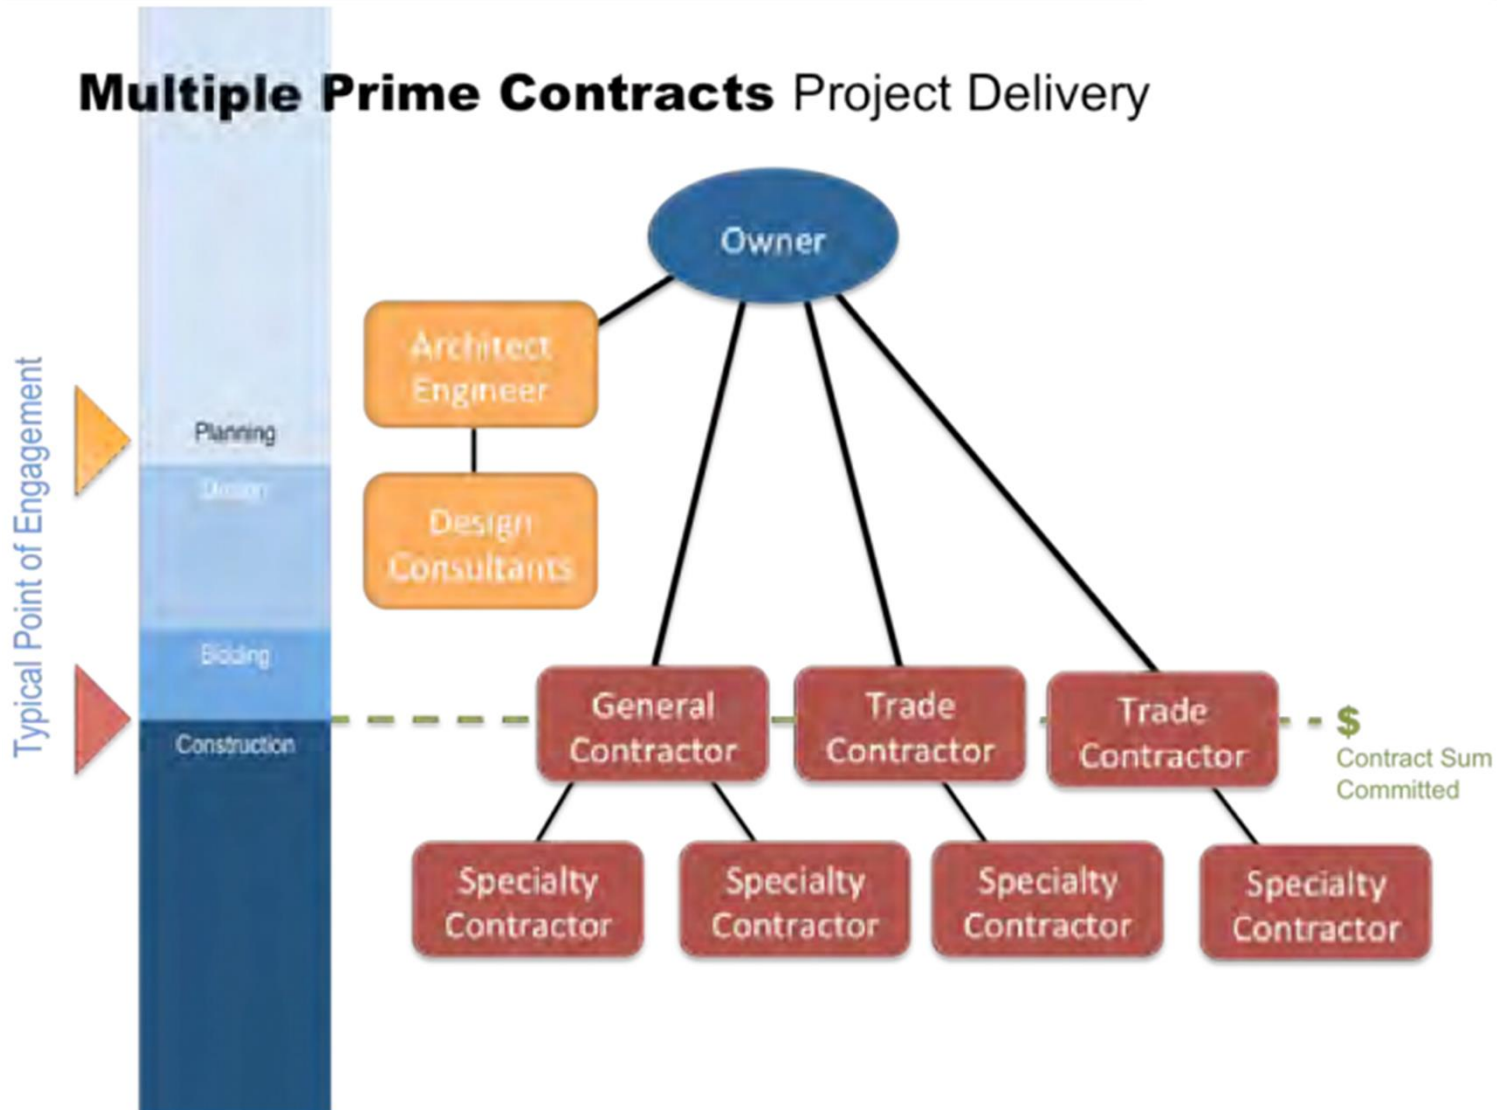 Multiple Prime Contracts Project Delivery
Owner
Architect
Engineer
Typical Point of Engagement
Planning
Design
Design
Consultants
Bidding
General
Contractor
Trade
Contractor
Trade
Contractor
$
Contract Sum
Committed
Construction
Specialty
Contractor
Specialty
Contractor
Specialty
Contractor
Specialty
Contractor